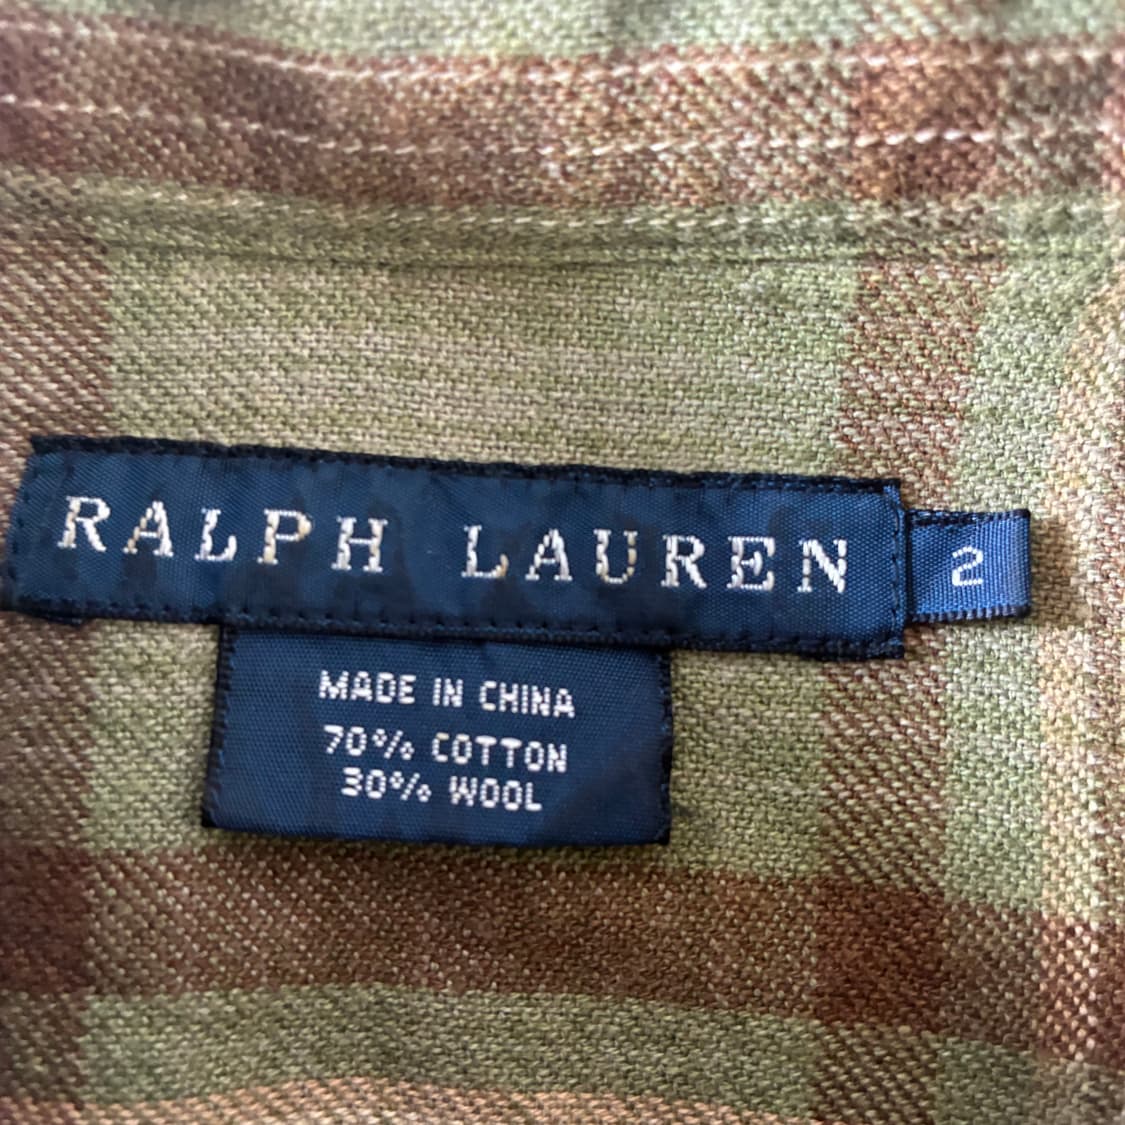 RALPH LAUREN
2
MADE IN CHINA
70% COTTON
30% WOOL